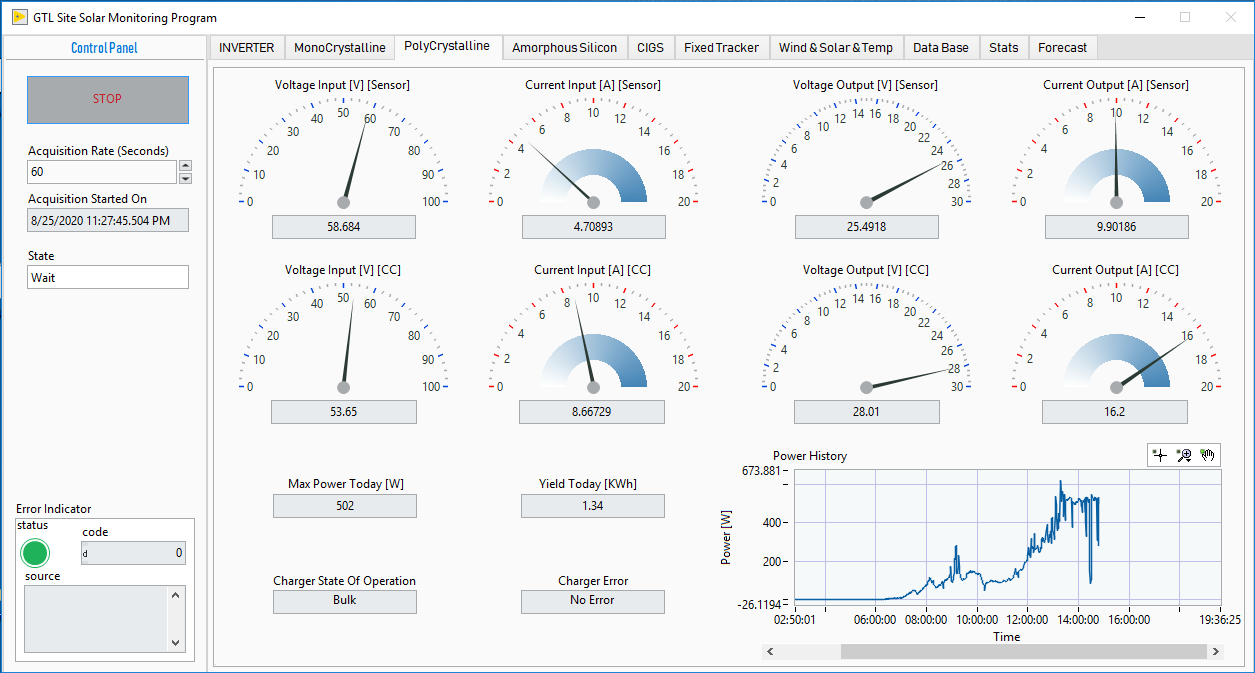 GTL Site Solar Monitoring Program
Control Panel
STOP
Acquisition Rate (Seconds)
60
Acquisition Started On
8/25/2020 11:27:45.504 PM
State
Wait
Error Indicator
status
code
d 0
source
INVERTER MonoCrystalline PolyCrystalline Amorphous Silicon CIGS Fixed Tracker Wind & Solar & Temp Data Base Stats Forecast
Voltage Input [V] [Sensor]
0 10 20 30 40 50 60 70 80 90 100
58.684
Current Input [A] [Sensor]
0 2 4 6 8 10 12 14 16 18 20
4.70893
Voltage Output [V] [Sensor]
0 2 4 6 8 10 12 14 16 18 20 22 24 26 28 30
25.4918
Current Output [A] [Sensor]
0 2 4 6 8 10 12 14 16 18 20
9.90186
Voltage Input [V] [CC]
0 10 20 30 40 50 60 70 80 90 100
53.65
Current Input [A] [CC]
0 2 4 6 8 10 12 14 16 18 20
8.66729
Voltage Output [V] [CC]
0 2 4 6 8 10 12 14 16 18 20 22 24 26 28 30
28.01
Current Output [A] [CC]
0 2 4 6 8 10 12 14 16 18 20
16.2
Max Power Today [W]
502
Yield Today [KWh]
1.34
Charger State Of Operation
Bulk
Charger Error
No Error
Power History
Power [W]
673.881
400
200
-26.1194
02:50:01 06:00:00 08:00:00 10:00:00 12:00:00 14:00:00 16:00:00 19:36:25
Time